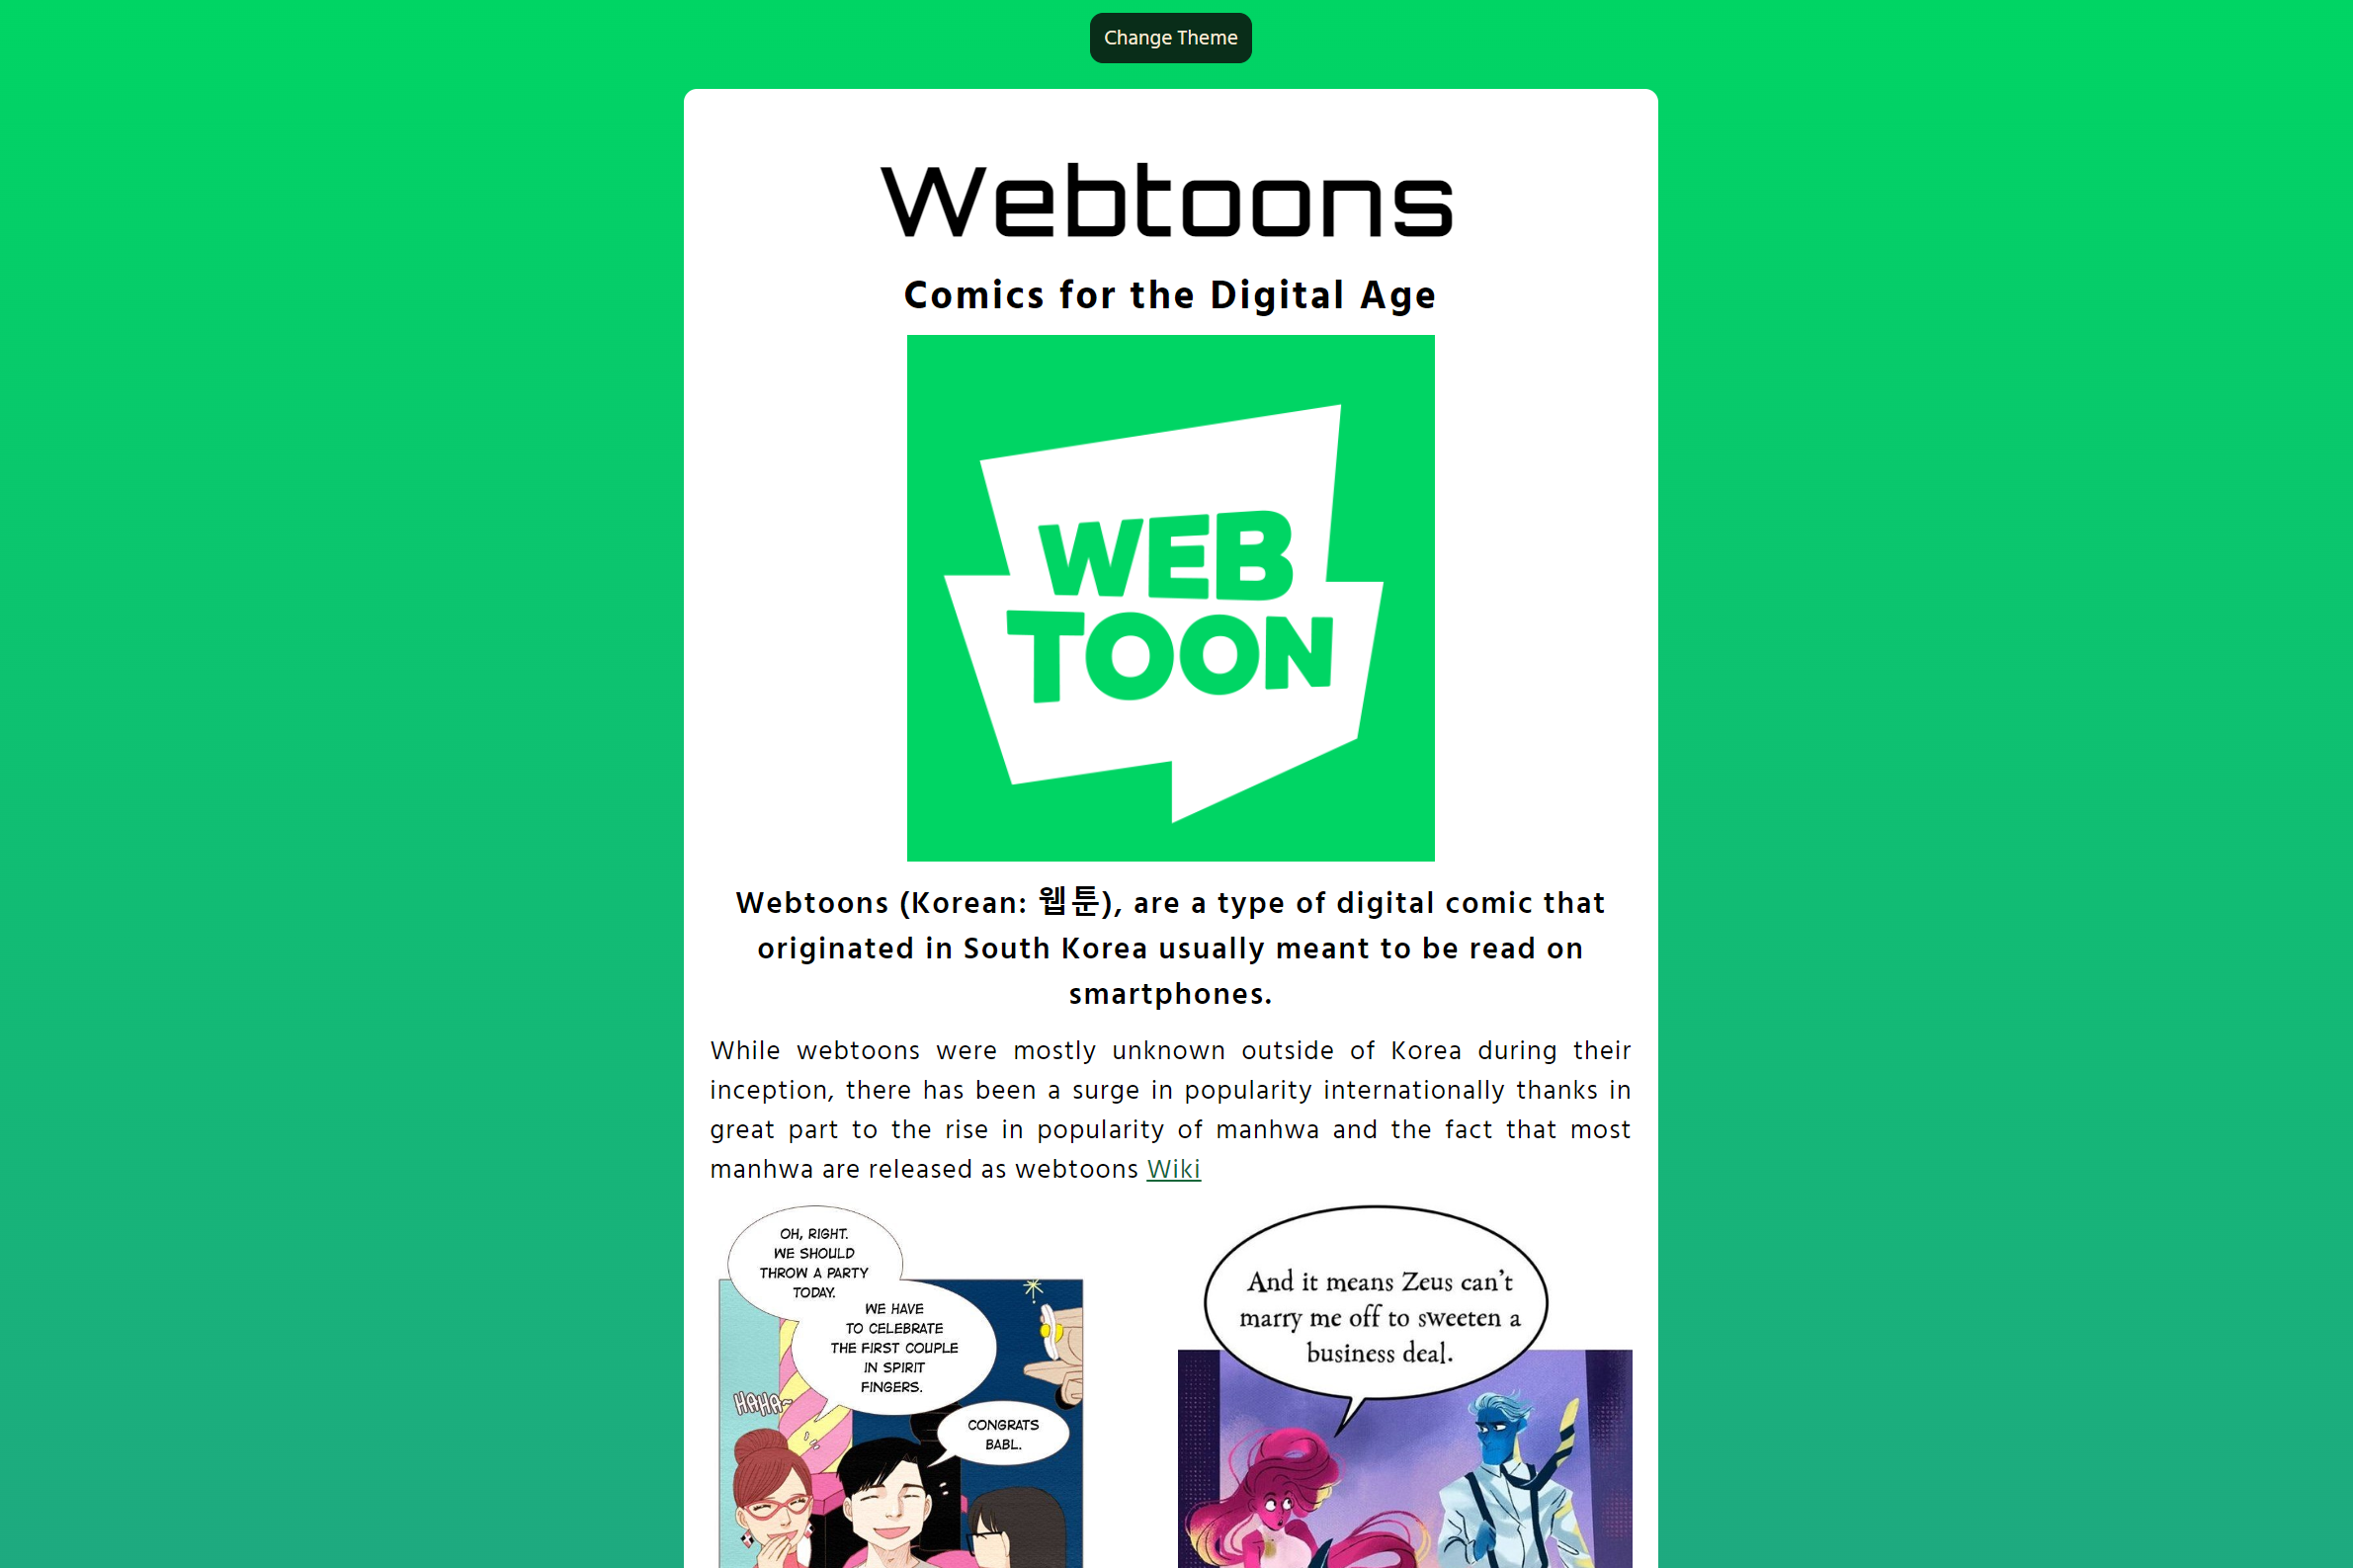 Change Theme
Webtoons
Comics for the Digital Age
WEB
TOON
Webtoons (Korean: 웹툰), are a type of digital comic that
originated in South Korea usually meant to be read on
smartphones.
While webtoons were mostly unknown outside of Korea during their
inception, there has been a surge in popularity internationally thanks in
great part to the rise in popularity of manhwa and the fact that most
manhwa are released as webtoons Wiki
OH, RIGHT.
WE SHOULD
THROW A PARTY
TODAY.
WE HAVE
TO CELEBRATE
THE FIRST COUPLE
IN SPIRIT
FINGERS.
HAHA~
CONGRATS
BABL.
And it means Zeus can't
marry me off to sweeten a
business deal.